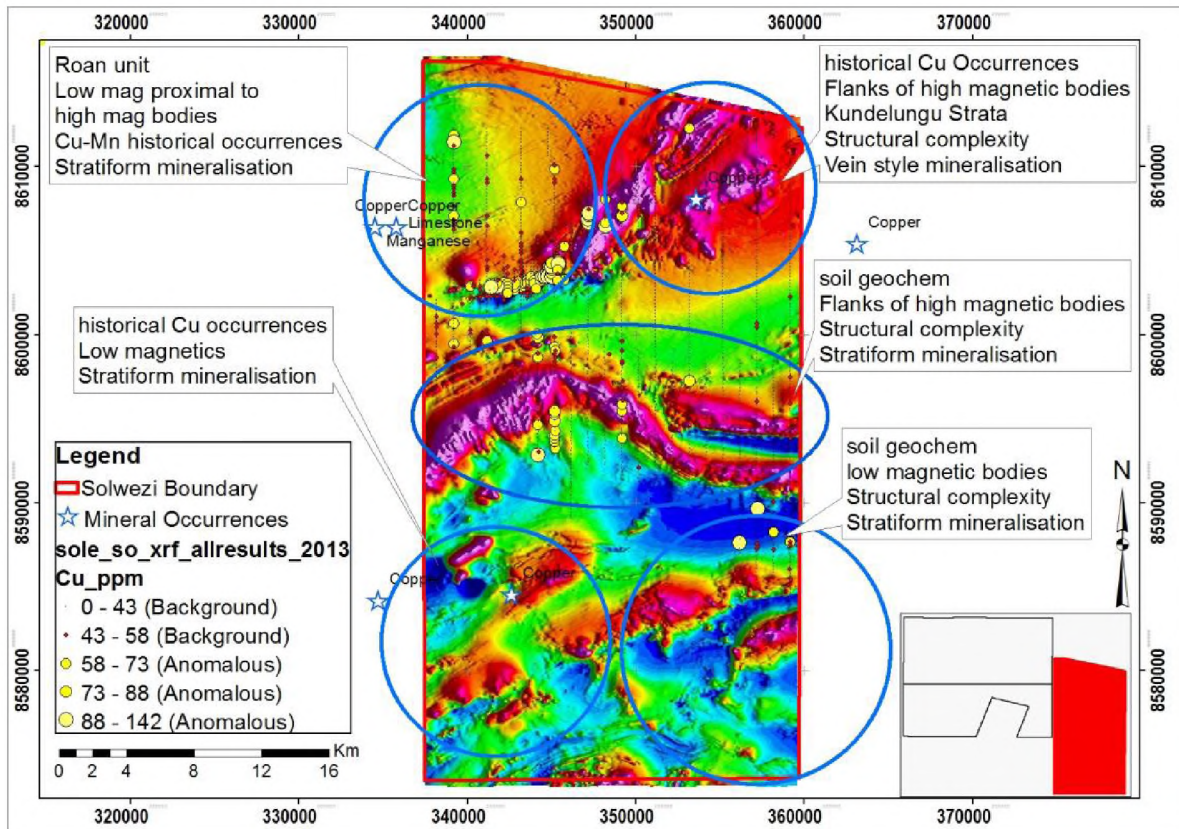 320000 330000 340000 350000 360000 370000
Roan unit
Low mag proximal to
high mag bodies
Cu-Mn historical occurrences
Stratiform mineralisation
historical Cu Occurrences
Flanks of high magnetic bodies
Kundelungu Strata
Structural complexity
Vein style mineralisation
8610000
8610000
Copper
CopperCopper
Limestone
Manganese
Copper
soil geochem
Flanks of high magnetic bodies
Structural complexity
Stratiform mineralisation
historical Cu occurrences
Low magnetics
Stratiform mineralisation
8600000
8600000
soil geochem
low magnetic bodies
Structural complexity
Stratiform mineralisation
8590000
8590000
N
Copper
Copper
8580000
8580000
Legend
Solwezi Boundary
Mineral Occurrences
sole_so_xrf_allresults_2013
Cu_ppm
0 - 43 (Background)
43 - 58 (Background)
58 - 73 (Anomalous)
73 - 88 (Anomalous)
88 - 142 (Anomalous)
Km
0 2 4 8 12 16
320000 330000 340000 350000 360000 370000